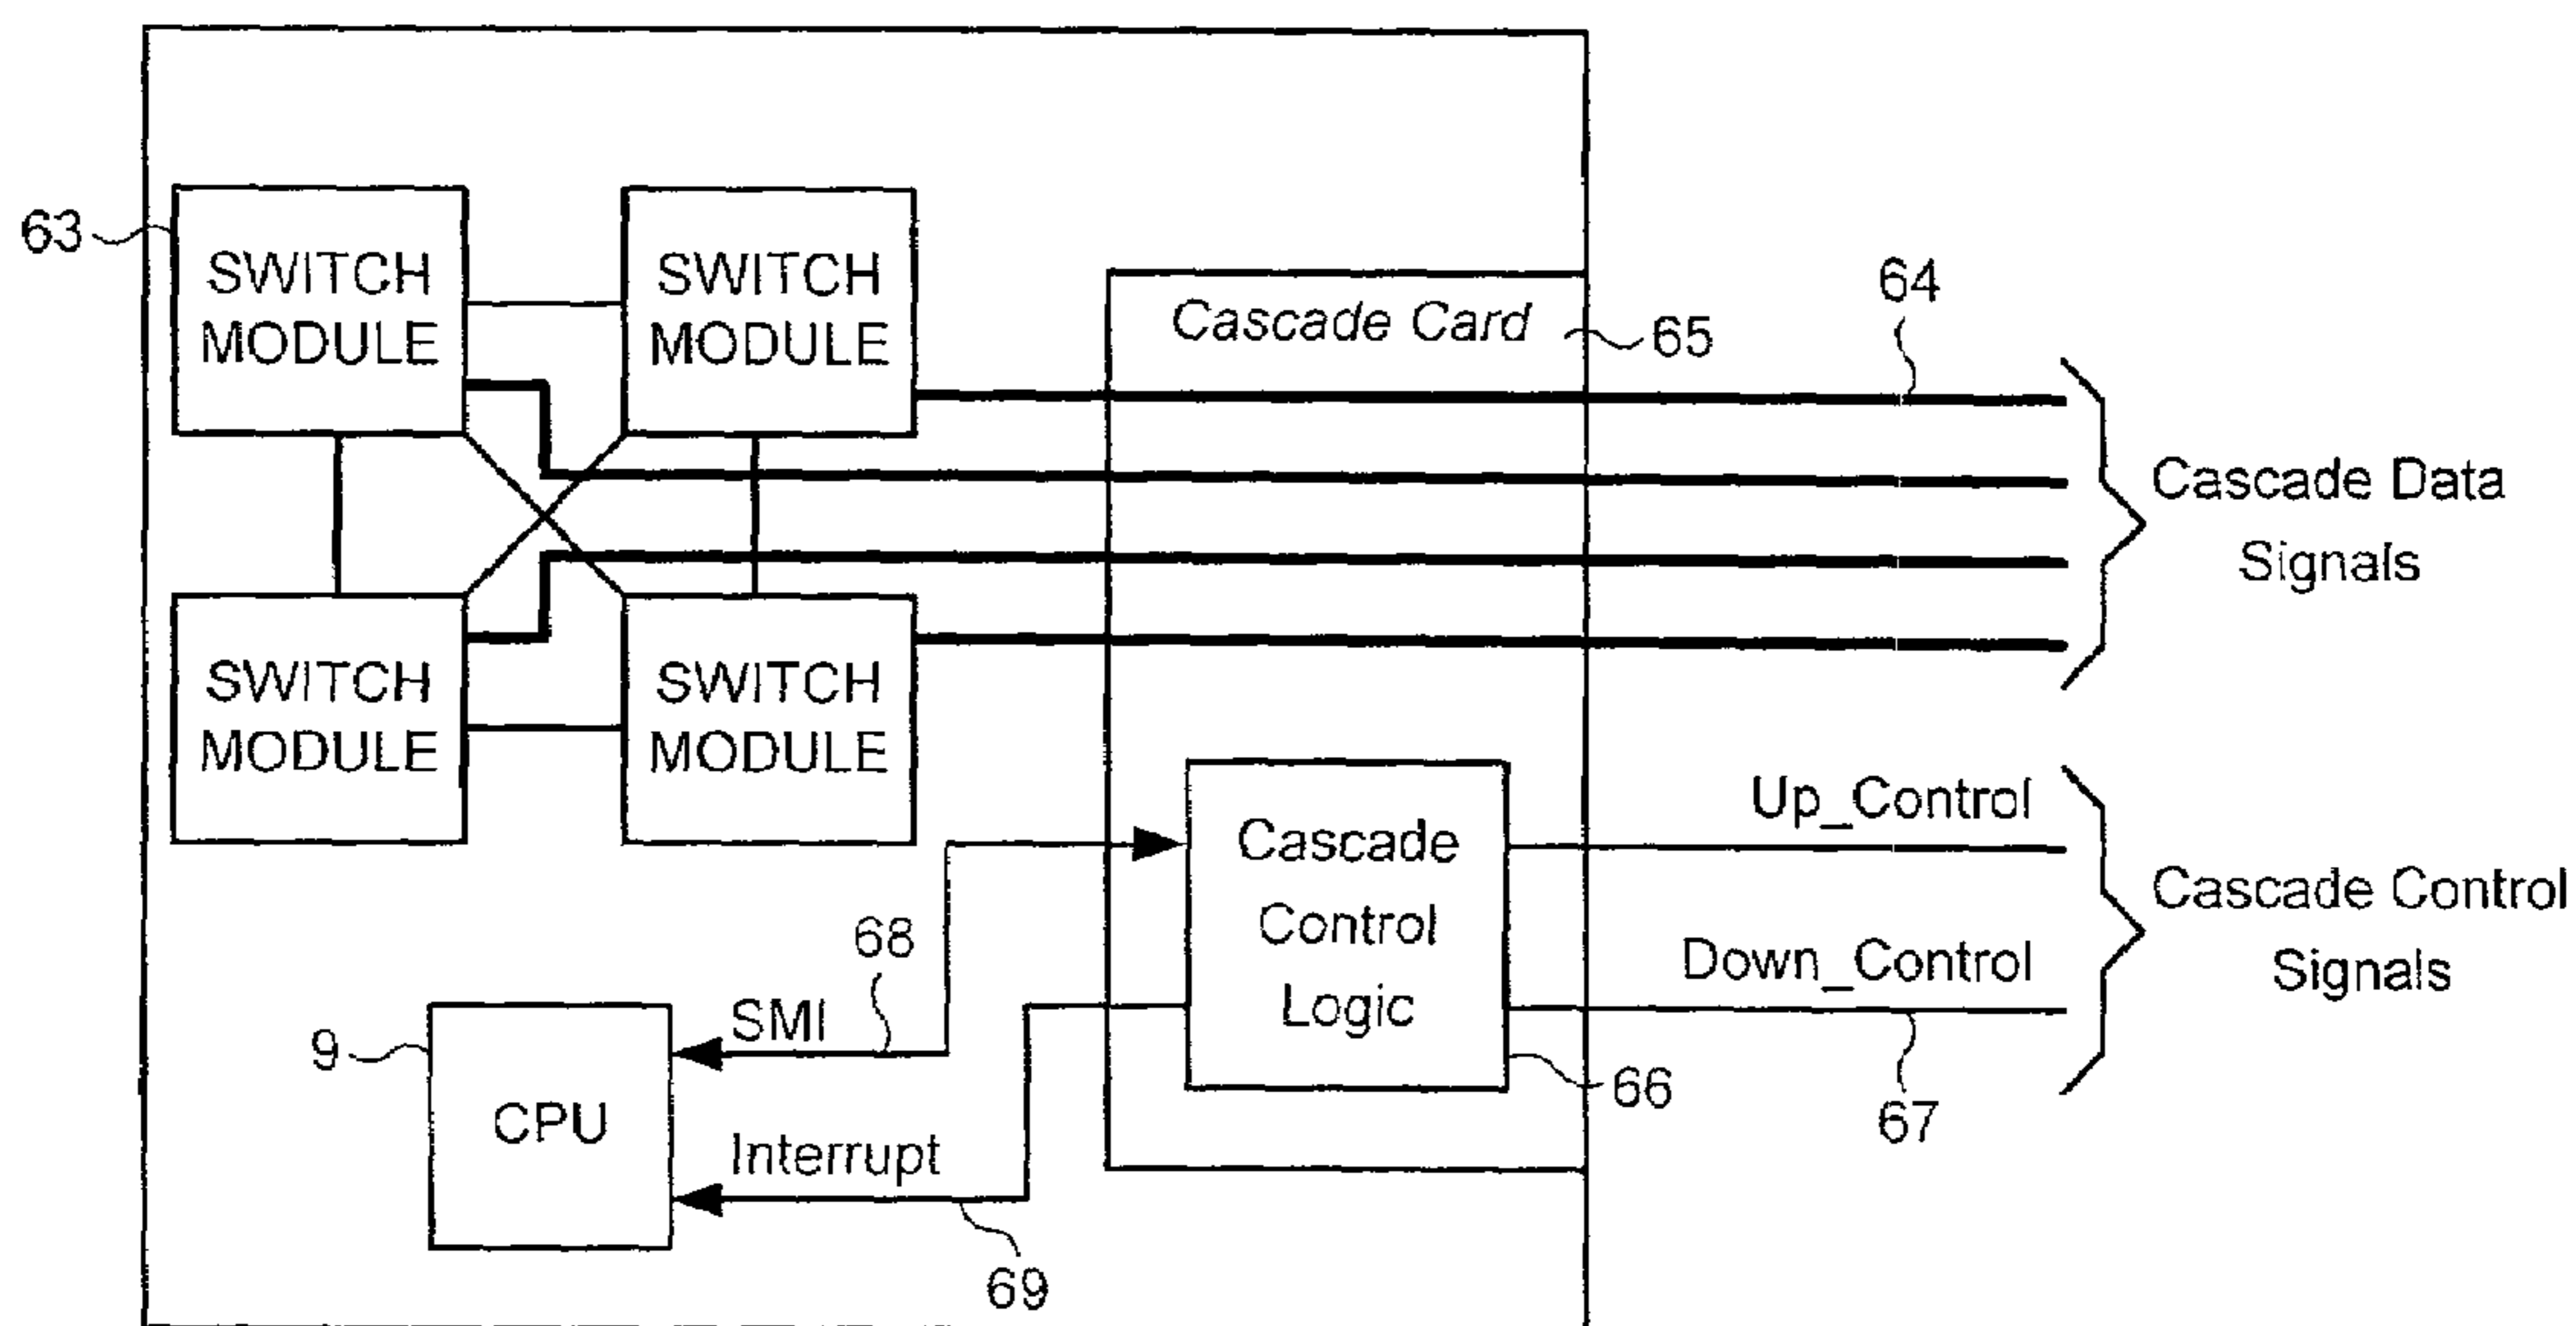 63
SWITCH
MODULE
SWITCH
MODULE
Cascade Card
65
64
Cascade Data
Signals
SWITCH
MODULE
SWITCH
MODULE
Cascade
Control
Logic
66
Up_Control
Down_Control
67
Cascade Control
Signals
68
SMI
9
CPU
Interrupt
69